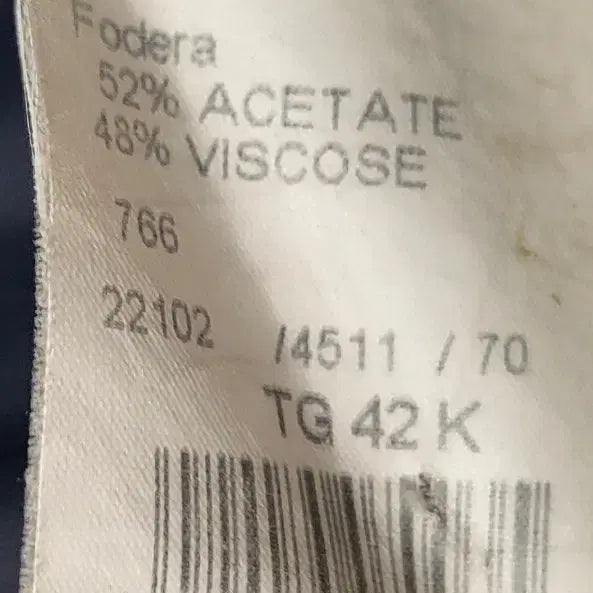 Fodera
52% ACETATE
48% VISCOSE
766
22102 /4511 / 70
TG 42 K